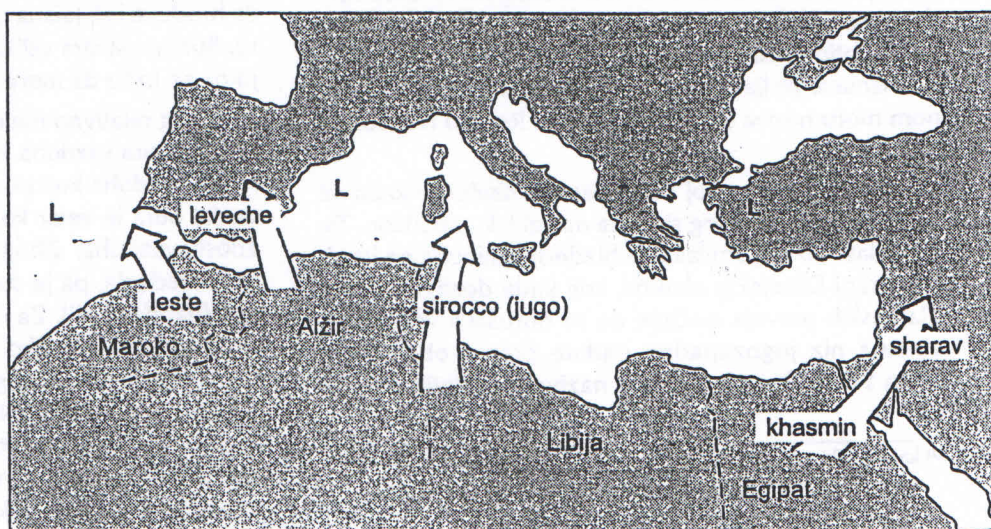 L
L
L
leveche
leste
sirocco (jugo)
Maroko
Alžir
sharav
khasmin
Libija
Egipat